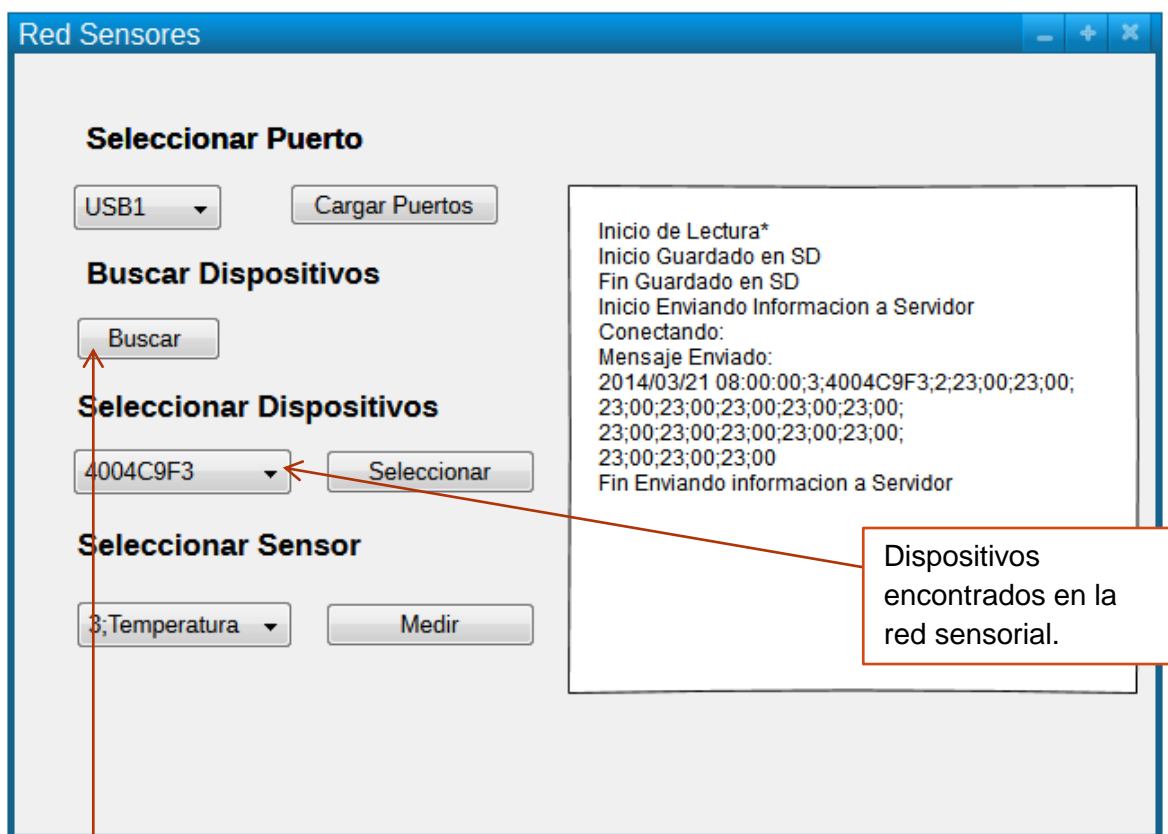 Red Sensores
Seleccionar Puerto
USB1
Cargar Puertos
Buscar Dispositivos
Buscar
Seleccionar Dispositivos
4004C9F3
Seleccionar
Seleccionar Sensor
3;Temperatura
Medir
Inicio de Lectura*
Inicio Guardado en SD
Fin Guardado en SD
Inicio Enviando Informacion a Servidor
Conectando:
Mensaje Enviado:
2014/03/21 08:00:00;3;4004C9F3;2;23;00;23;00;
23;00;23;00;23;00;23;00;23;00;
23;00;23;00;23;00;23;00;23;00;
23;00;23;00;23;00
Fin Enviando informacion a Servidor
Dispositivos
encontrados en la
red sensorial.